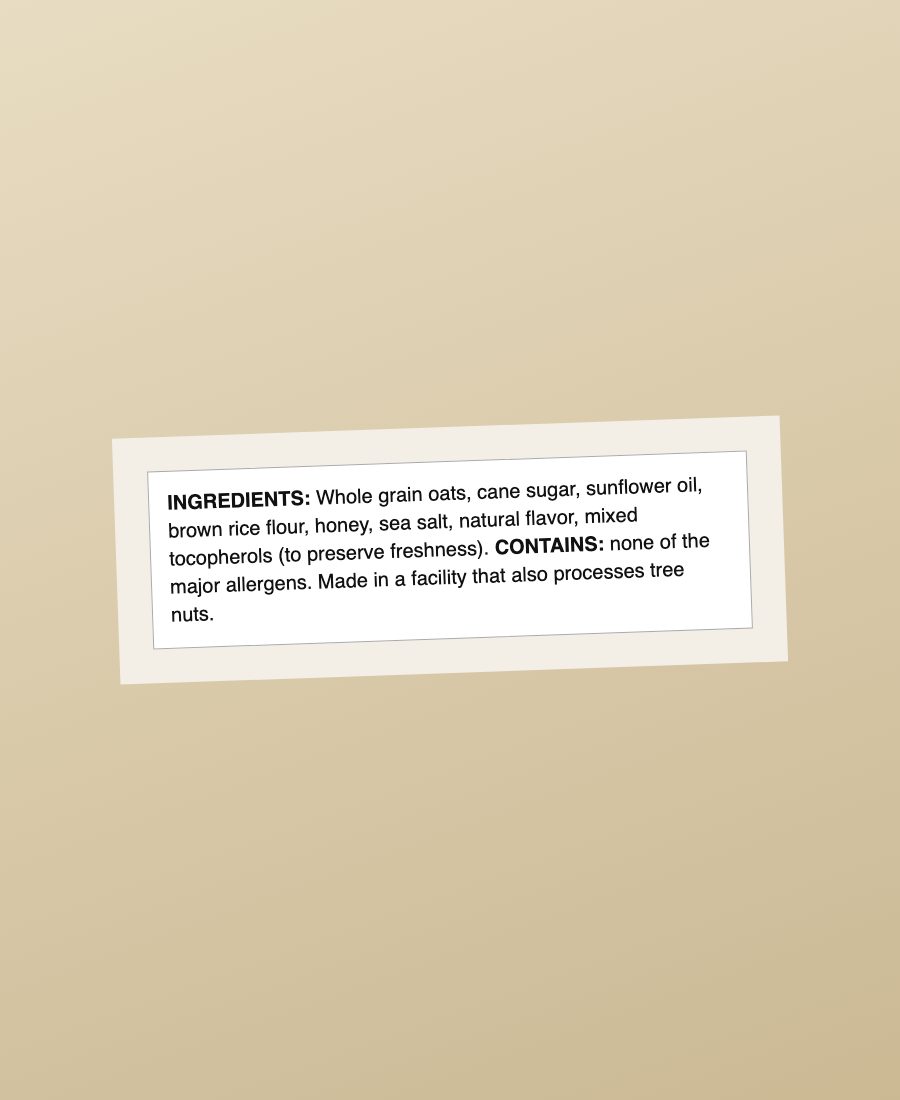 INGREDIENTS: Whole grain oats, cane sugar, sunflower oil,
brown rice flour, honey, sea salt, natural flavor, mixed
tocopherols (to preserve freshness). CONTAINS: none of the
major allergens. Made in a facility that also processes tree
nuts.